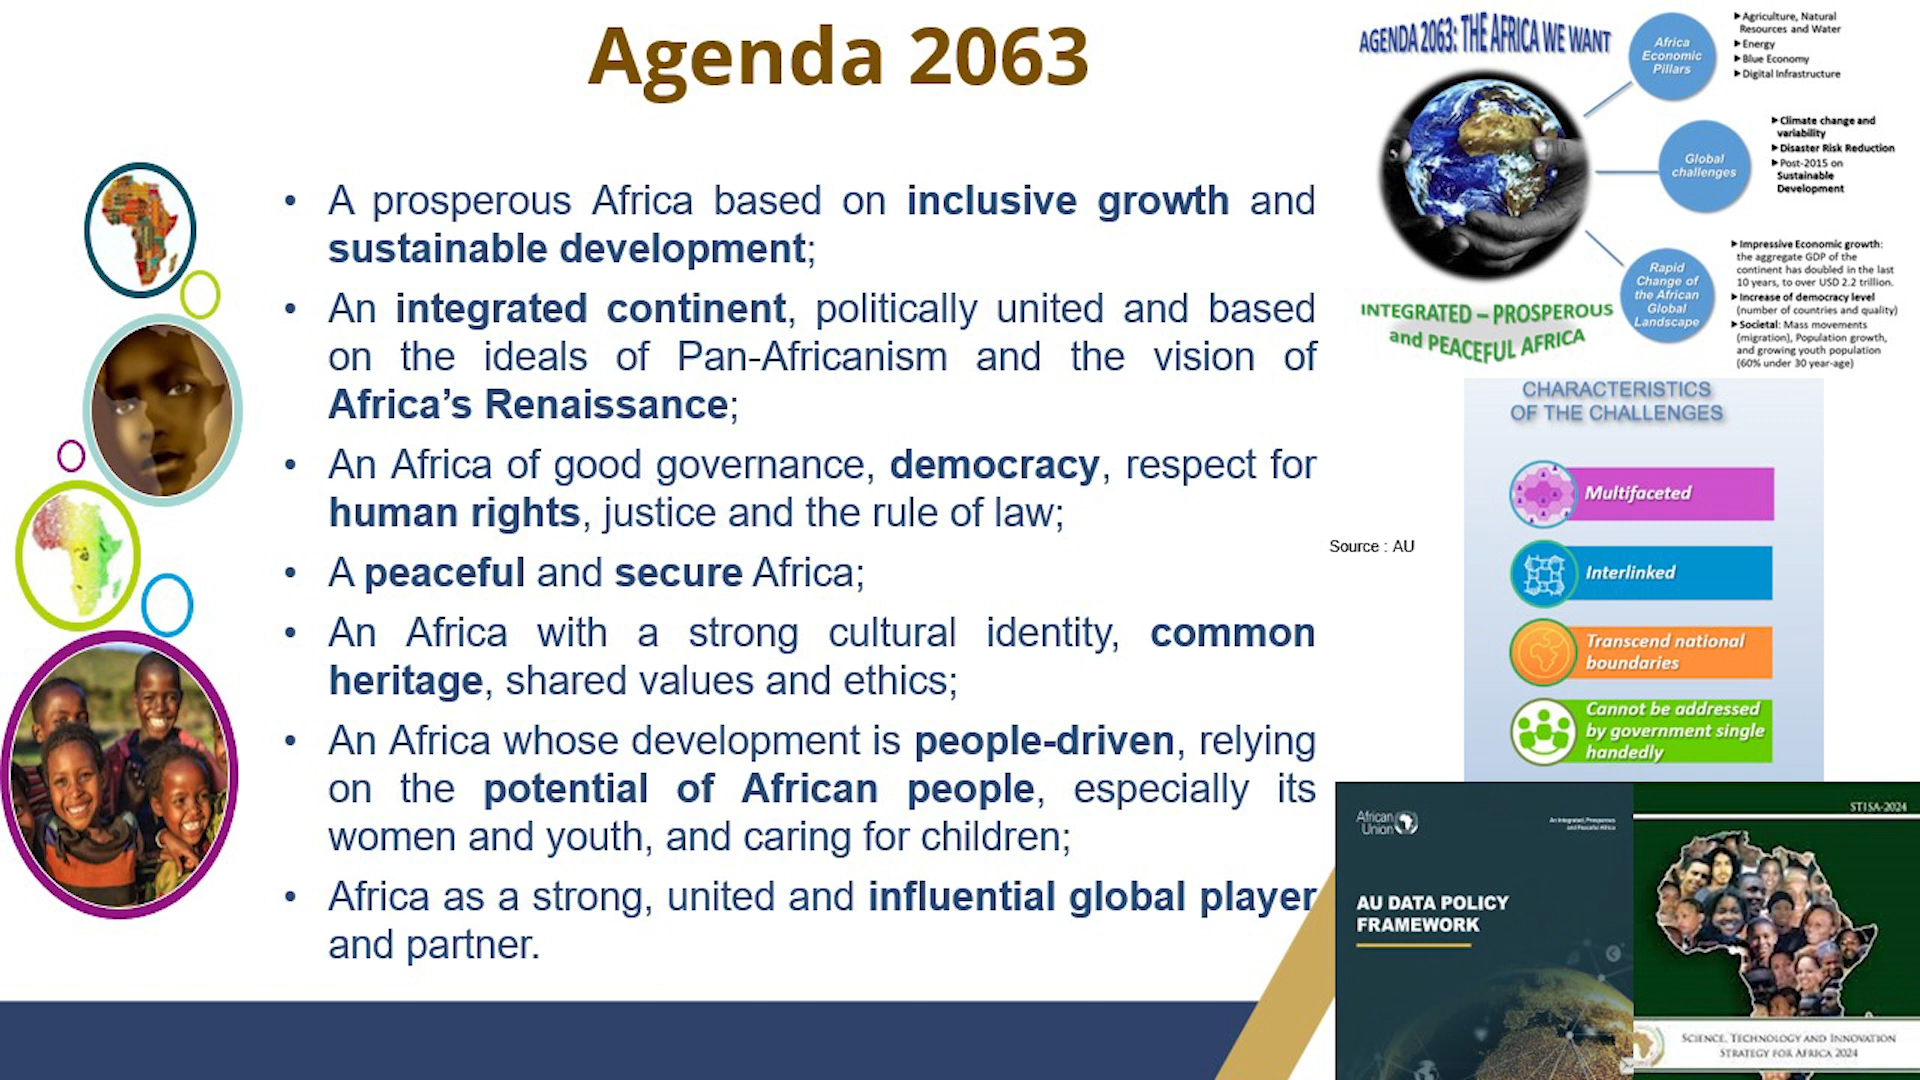 Agenda 2063
• A prosperous Africa based on inclusive growth and
sustainable development;
• An integrated continent, politically united and based
on the ideals of Pan-Africanism and the vision of
Africa’s Renaissance;
• An Africa of good governance, democracy, respect for
human rights, justice and the rule of law;
• A peaceful and secure Africa;
• An Africa with a strong cultural identity, common
heritage, shared values and ethics;
• An Africa whose development is people-driven, relying
on the potential of African people, especially its
women and youth, and caring for children;
• Africa as a strong, united and influential global player
and partner.
AGENDA 2063: THE AFRICA WE WANT
Africa
Economic
Pillars
Agriculture, Natural
Resources and Water
Energy
Blue Economy
Digital Infrastructure
Global
challenges
Climate change and
variability
Disaster Risk Reduction
Post-2015 on
Sustainable
Development
Rapid
Change of
the African
Global
Landscape
Impressive Economic growth:
the aggregate GDP of the
continent has doubled in the last
10 years, to over USD 2.2 trillion.
Increase of democracy level
(number of countries and quality)
Societal: Mass movements
(migration), Population growth,
and growing youth population
(60% under 30 year-age)
INTEGRATED – PROSPEROUS
and PEACEFUL AFRICA
CHARACTERISTICS
OF THE CHALLENGES
Multifaceted
Interlinked
Transcend national
boundaries
Cannot be addressed
by government single
handedly
Source : AU
African
Union
An Integrated, Prosperous
and Peaceful Africa
AU DATA POLICY
FRAMEWORK
STISA-2024
SCIENCE, TECHNOLOGY AND INNOVATION
STRATEGY FOR AFRICA 2024